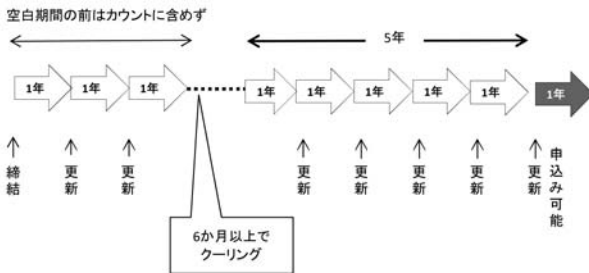 空白期間の前はカウントに含めず
5年
1年
1年
1年
1年
1年
1年
1年
1年
1年
締結
更新
更新
更新
更新
更新
更新
更新
申込み可能
6か月以上で
クーリング